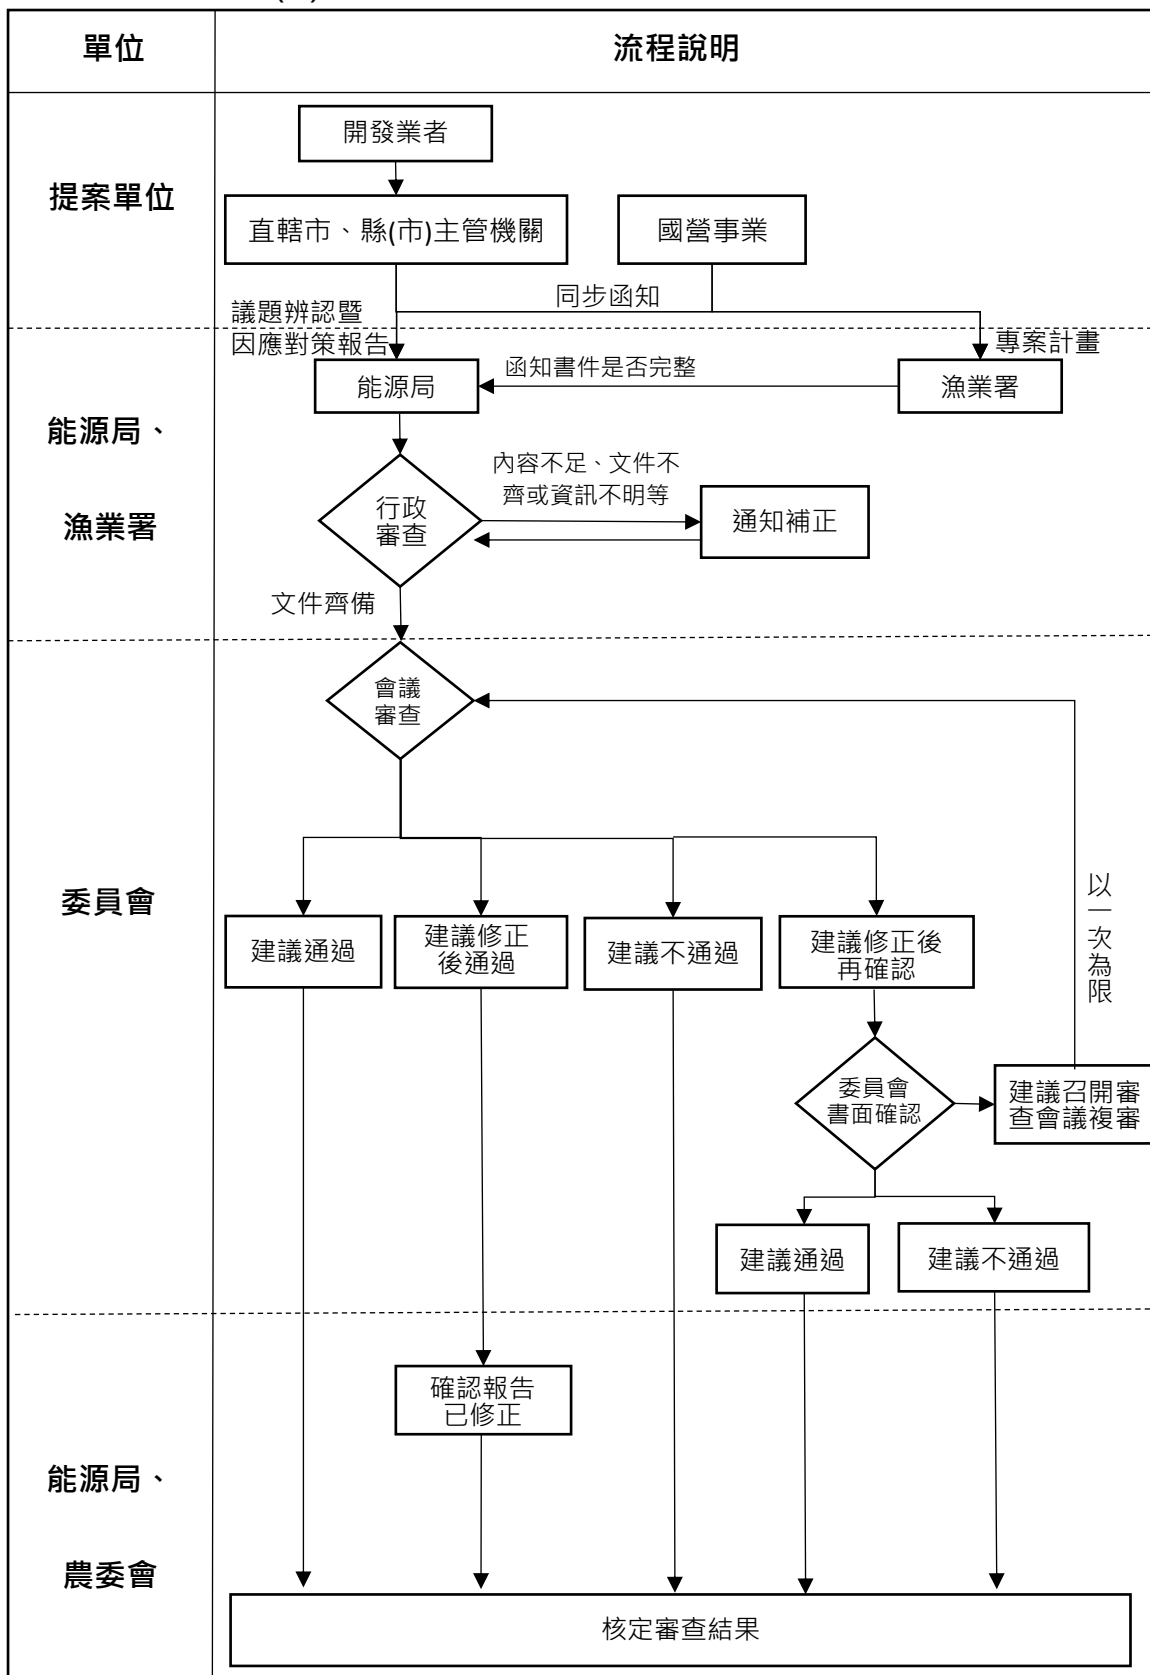 單位
流程說明
提案單位
開發業者
直轄市、縣(市)主管機關
國營事業
同步函知
議題辨認暨
因應對策報告
專案計畫
能源局、
漁業署
能源局
函知書件是否完整
漁業署
行政
審查
內容不足、文件不
齊或資訊不明等
通知補正
文件齊備
委員會
會議
審查
以一次為限
建議通過
建議修正
後通過
建議不通過
建議修正後
再確認
委員會
書面確認
建議召開審
查會議複審
建議通過
建議不通過
能源局、
農委會
確認報告
已修正
核定審查結果